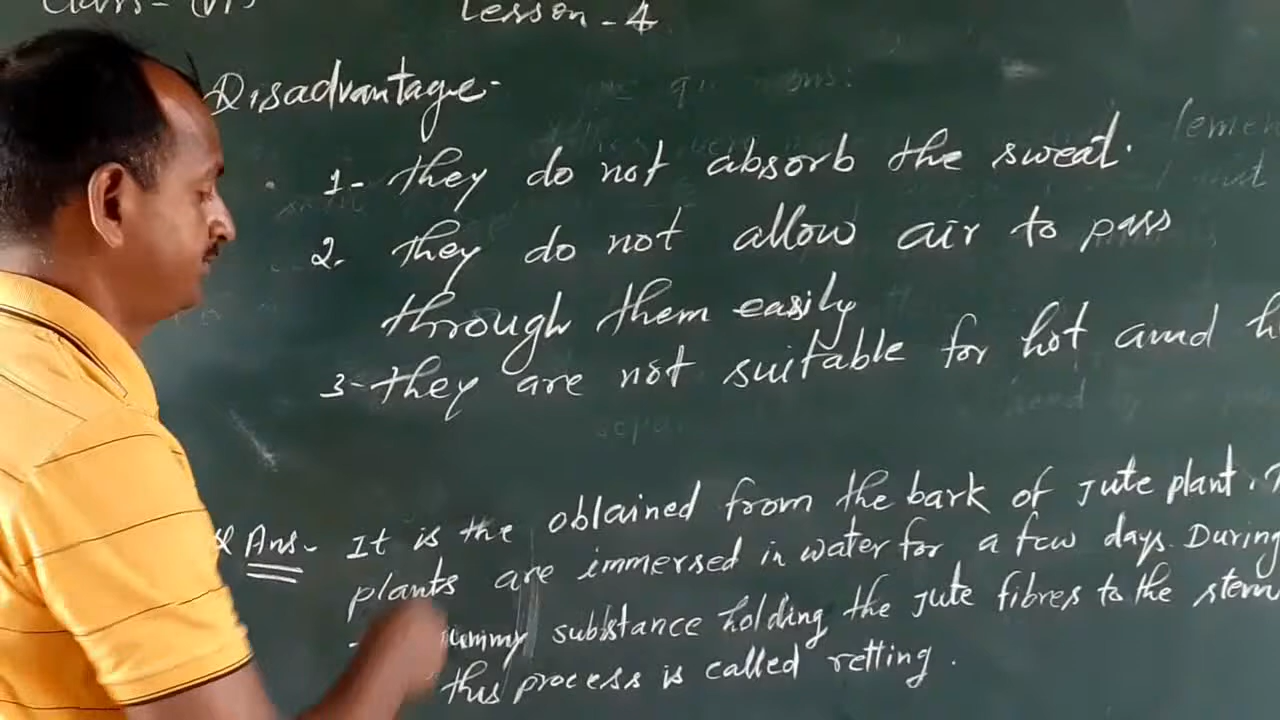 Lesson - 4
Disadvantage-
1- they do not absorb the sweat.
2. they do not allow air to pass
through them easily
3- they are not suitable for hot aund h
Ans- It is the oblained from the bark of Jute plant.
plants are immersed in water for a few days. During
substance holding the Jute fibres to the stem
this process is called retting.